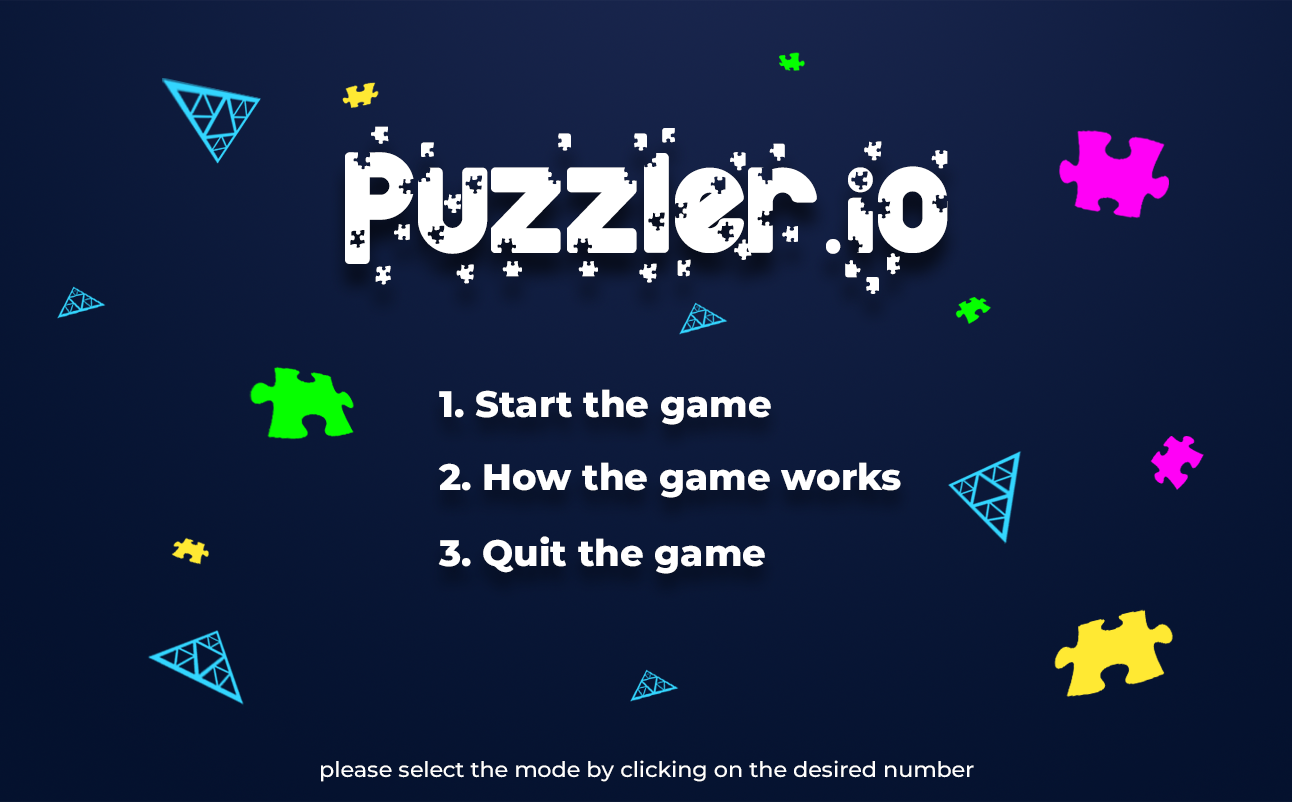 Puzzler.io
1. Start the game
2. How the game works
3. Quit the game
please select the mode by clicking on the desired number